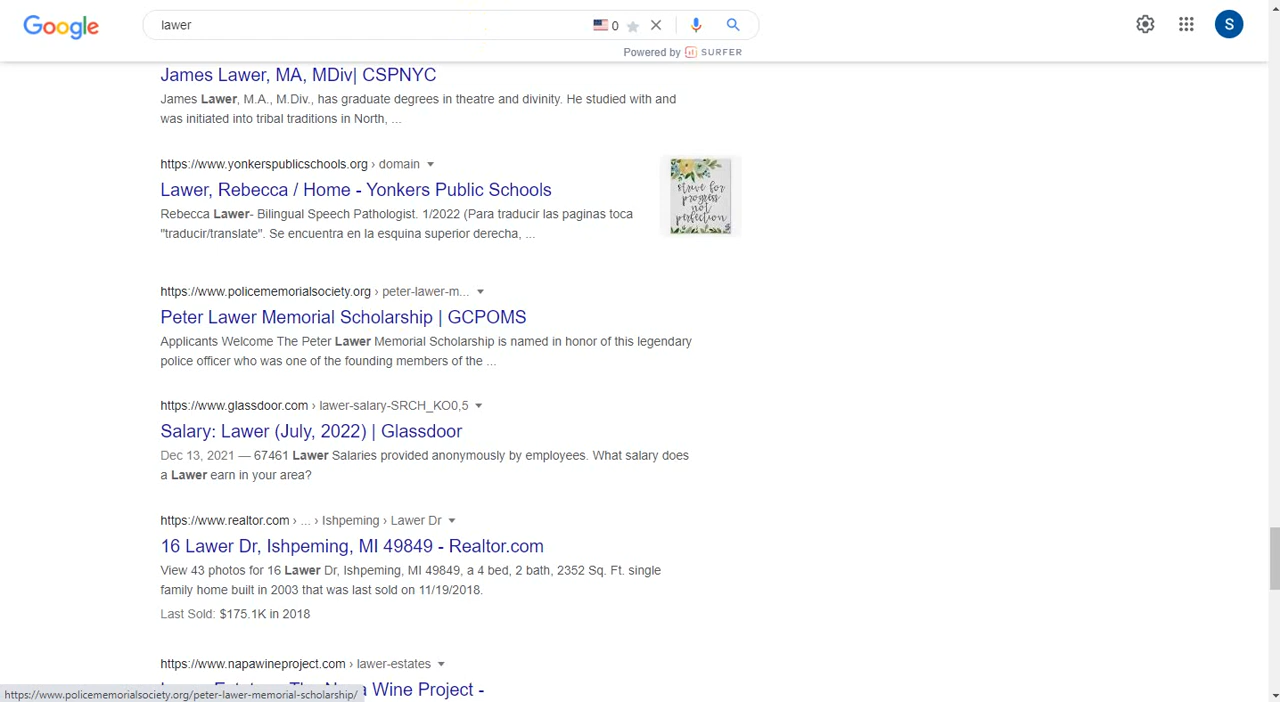 Google
lawer
0
S
Powered by SURFER
James Lawer, MA, MDiv| CSPNYC
James Lawer, M.A., M.Div., has graduate degrees in theatre and divinity. He studied with and
was initiated into tribal traditions in North, ...
https://www.yonkerspublicschools.org › domain
Lawer, Rebecca / Home - Yonkers Public Schools
Rebecca Lawer- Bilingual Speech Pathologist. 1/2022 (Para traducir las paginas toca
"traducir/translate". Se encuentra en la esquina superior derecha, ...
strive for
progress
not
perfection
https://www.policememorialsociety.org › peter-lawer-m...
Peter Lawer Memorial Scholarship | GCPOMS
Applicants Welcome The Peter Lawer Memorial Scholarship is named in honor of this legendary
police officer who was one of the founding members of the ...
https://www.glassdoor.com › lawer-salary-SRCH_KO0,5
Salary: Lawer (July, 2022) | Glassdoor
Dec 13, 2021 — 67461 Lawer Salaries provided anonymously by employees. What salary does
a Lawer earn in your area?
https://www.realtor.com › ... › Ishpeming › Lawer Dr
16 Lawer Dr, Ishpeming, MI 49849 - Realtor.com
View 43 photos for 16 Lawer Dr, Ishpeming, MI 49849, a 4 bed, 2 bath, 2352 Sq. Ft. single
family home built in 2003 that was last sold on 11/19/2018.
Last Sold: $175.1K in 2018
https://www.napawineproject.com › lawer-estates
Wine Project -
https://www.policememorialsociety.org/peter-lawer-memorial-scholarship/